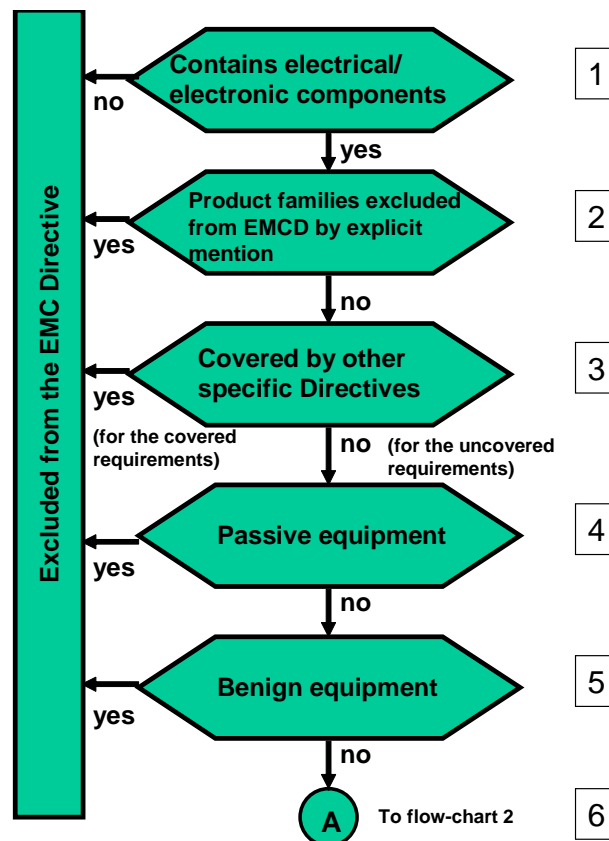 Contains electrical/
electronic components
1
no
yes
Product families excluded
from EMCD by explicit
mention
2
yes
no
Covered by other
specific Directives
3
yes
(for the covered
requirements)
no
(for the uncovered
requirements)
Passive equipment
4
yes
no
Benign equipment
5
yes
no
A
To flow-chart 2
6
Excluded from the EMC Directive